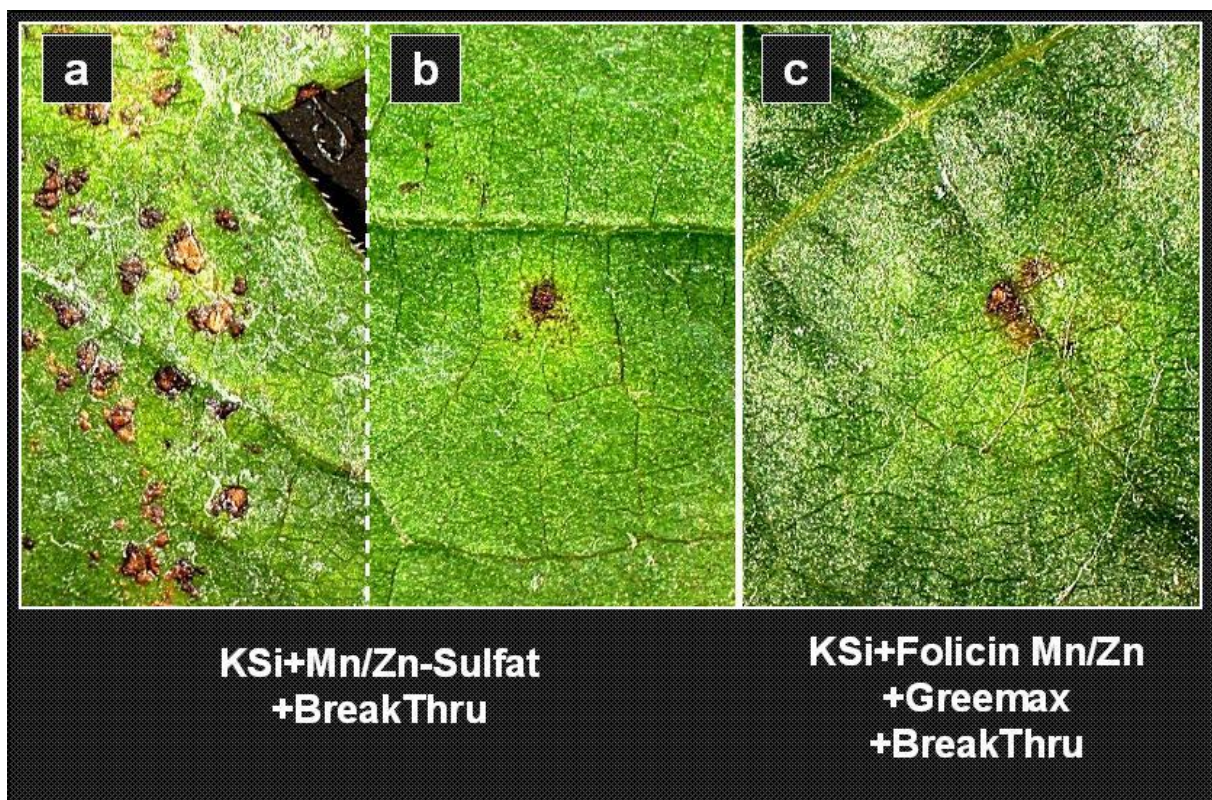 a
b
c
KSi+Mn/Zn-Sulfat
+BreakThru
KSi+Folicin Mn/Zn
+Greemax
+BreakThru